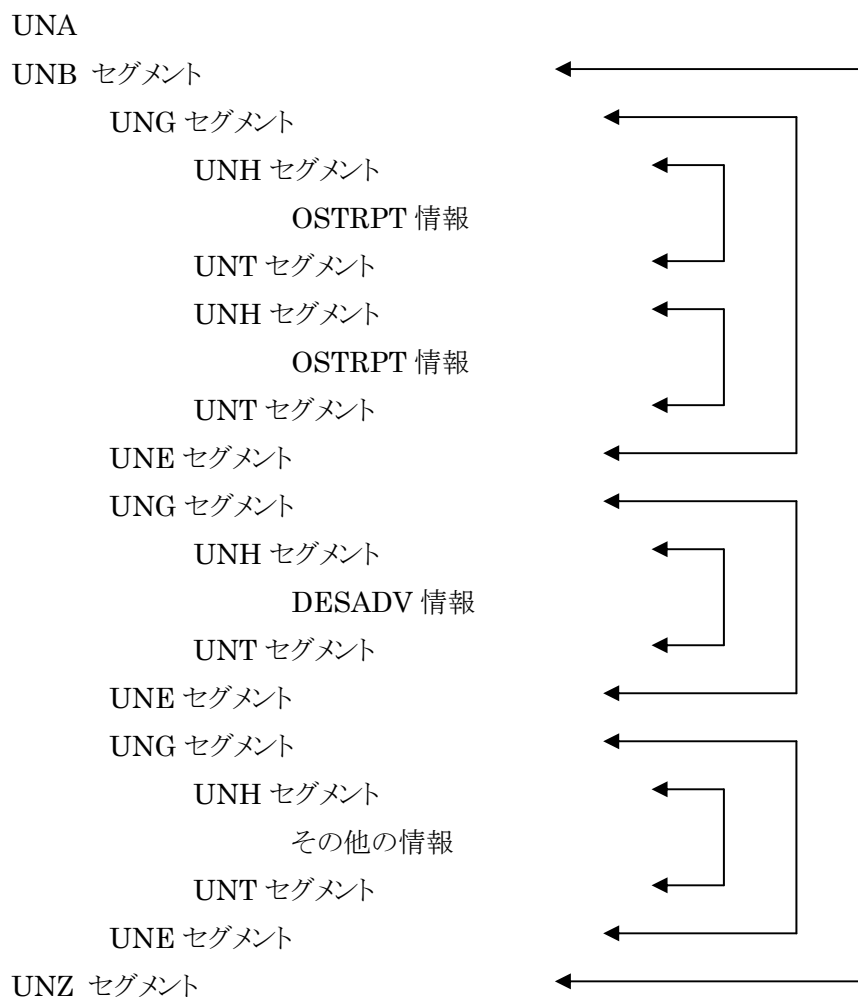 UNA
UNB セグメント
UNG セグメント
UNH セグメント
OSTRPT 情報
UNT セグメント
UNH セグメント
OSTRPT 情報
UNT セグメント
UNE セグメント
UNG セグメント
UNH セグメント
DESADV 情報
UNT セグメント
UNE セグメント
UNG セグメント
UNH セグメント
その他の情報
UNT セグメント
UNE セグメント
UNZ セグメント